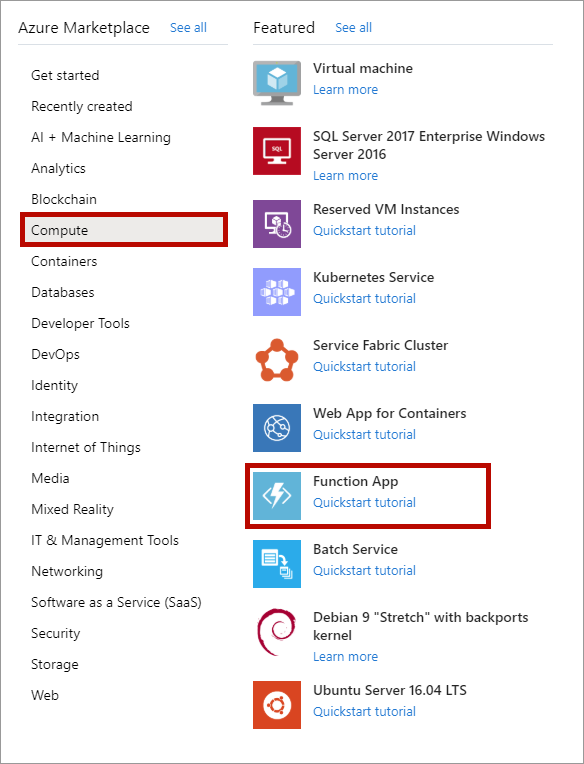 Azure Marketplace See all
Get started
Recently created
AI + Machine Learning
Analytics
Blockchain
Compute
Containers
Databases
Developer Tools
DevOps
Identity
Integration
Internet of Things
Media
Mixed Reality
IT & Management Tools
Networking
Software as a Service (SaaS)
Security
Storage
Web
Featured See all
Virtual machine
Learn more
SQL
SQL Server 2017 Enterprise Windows
Server 2016
Learn more
Reserved VM Instances
Quickstart tutorial
Kubernetes Service
Quickstart tutorial
Service Fabric Cluster
Quickstart tutorial
Web App for Containers
Quickstart tutorial
Function App
Quickstart tutorial
Batch Service
Quickstart tutorial
Debian 9 "Stretch" with backports
kernel
Learn more
Ubuntu Server 16.04 LTS
Quickstart tutorial